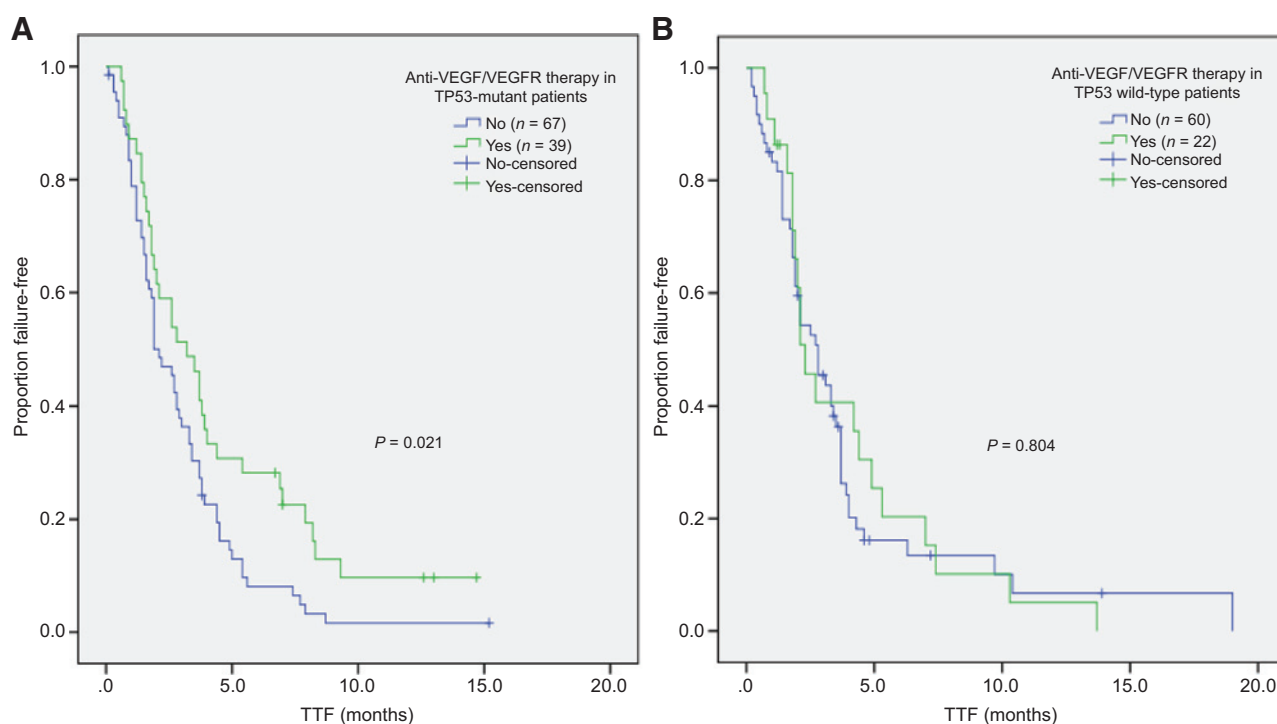 A
Anti-VEGF/VEGFR therapy in
TP53-mutant patients
No (n = 67)
Yes (n = 39)
No-censored
Yes-censored
P = 0.021
Proportion failure-free
1.0
0.8
0.6
0.4
0.2
0.0
.0 5.0 10.0 15.0 20.0
TTF (months)
B
Anti-VEGF/VEGFR therapy in
TP53 wild-type patients
No (n = 60)
Yes (n = 22)
No-censored
Yes-censored
P = 0.804
Proportion failure-free
1.0
0.8
0.6
0.4
0.2
0.0
.0 5.0 10.0 15.0 20.0
TTF (months)